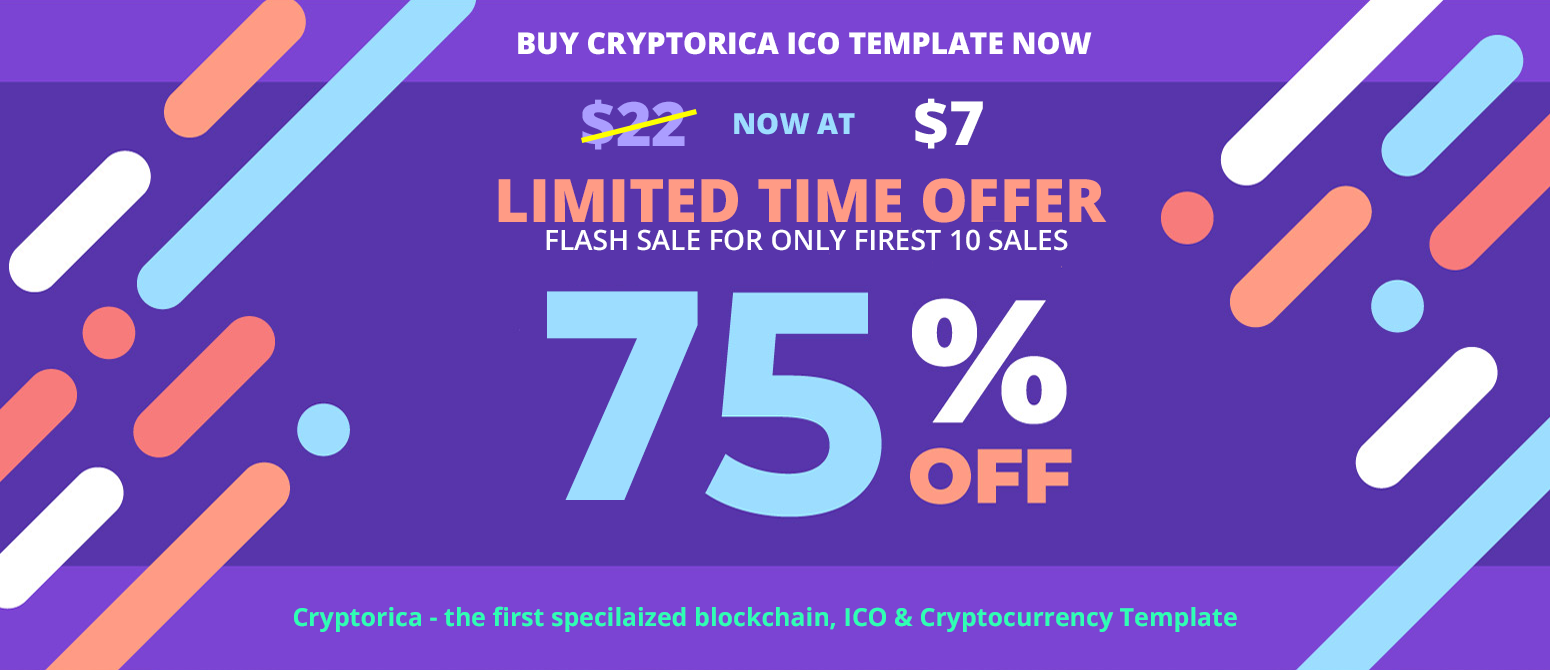 BUY CRYPTORICA ICO TEMPLATE NOW
$22 NOW AT $7
LIMITED TIME OFFER
FLASH SALE FOR ONLY FIREST 10 SALES
75%
OFF
Cryptorica - the first specilaized blockchain, ICO & Cryptocurrency Template